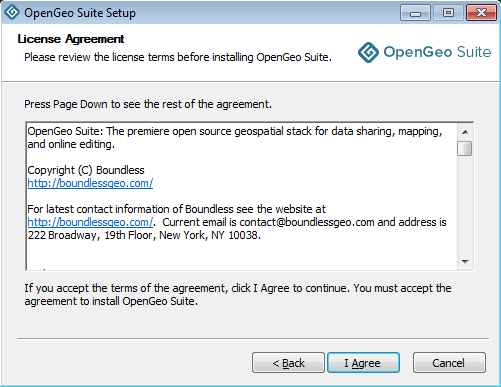 OpenGeo Suite Setup
License Agreement
Please review the license terms before installing OpenGeo Suite.
OpenGeo Suite
Press Page Down to see the rest of the agreement.
OpenGeo Suite: The premiere open source geospatial stack for data sharing, mapping,
and online editing.
Copyright (C) Boundless
http://boundlessgeo.com/
For latest contact information of Boundless see the website at
http://boundlessgeo.com/.  Current email is contact@boundlessgeo.com and address is
222 Broadway, 19th Floor, New York, NY 10038.
If you accept the terms of the agreement, click I Agree to continue. You must accept the
agreement to install OpenGeo Suite.
< Back
I Agree
Cancel